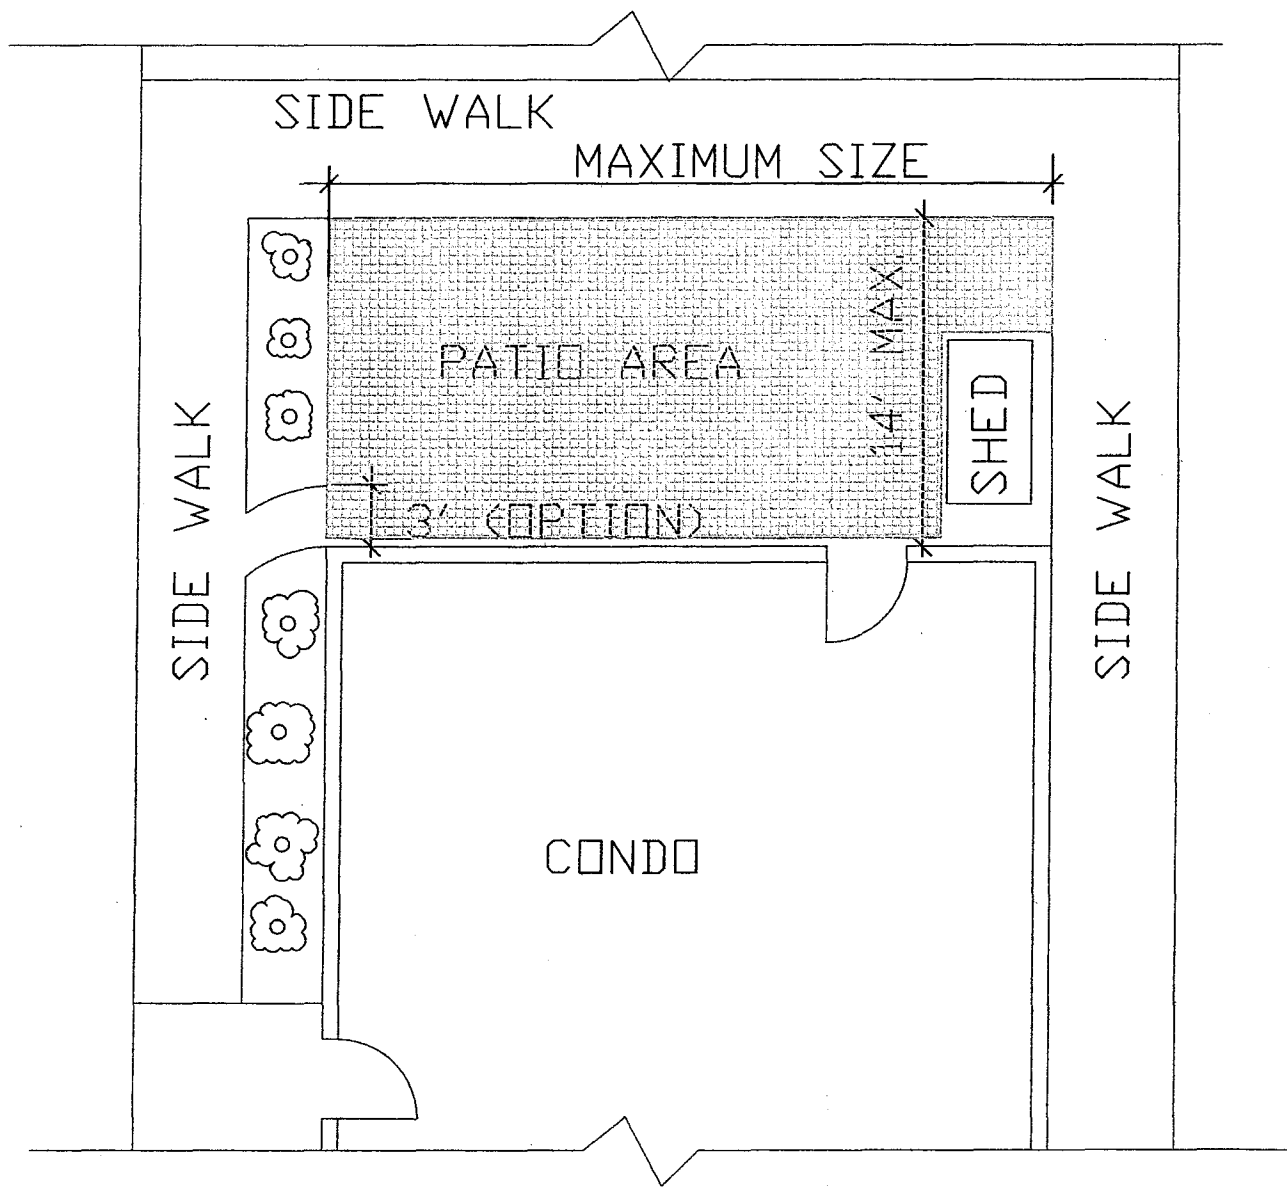 SIDE WALK
MAXIMUM SIZE
14' MAX.
PATIO AREA
SHED
3' (OPTION)
SIDE WALK
SIDE WALK
CONDO